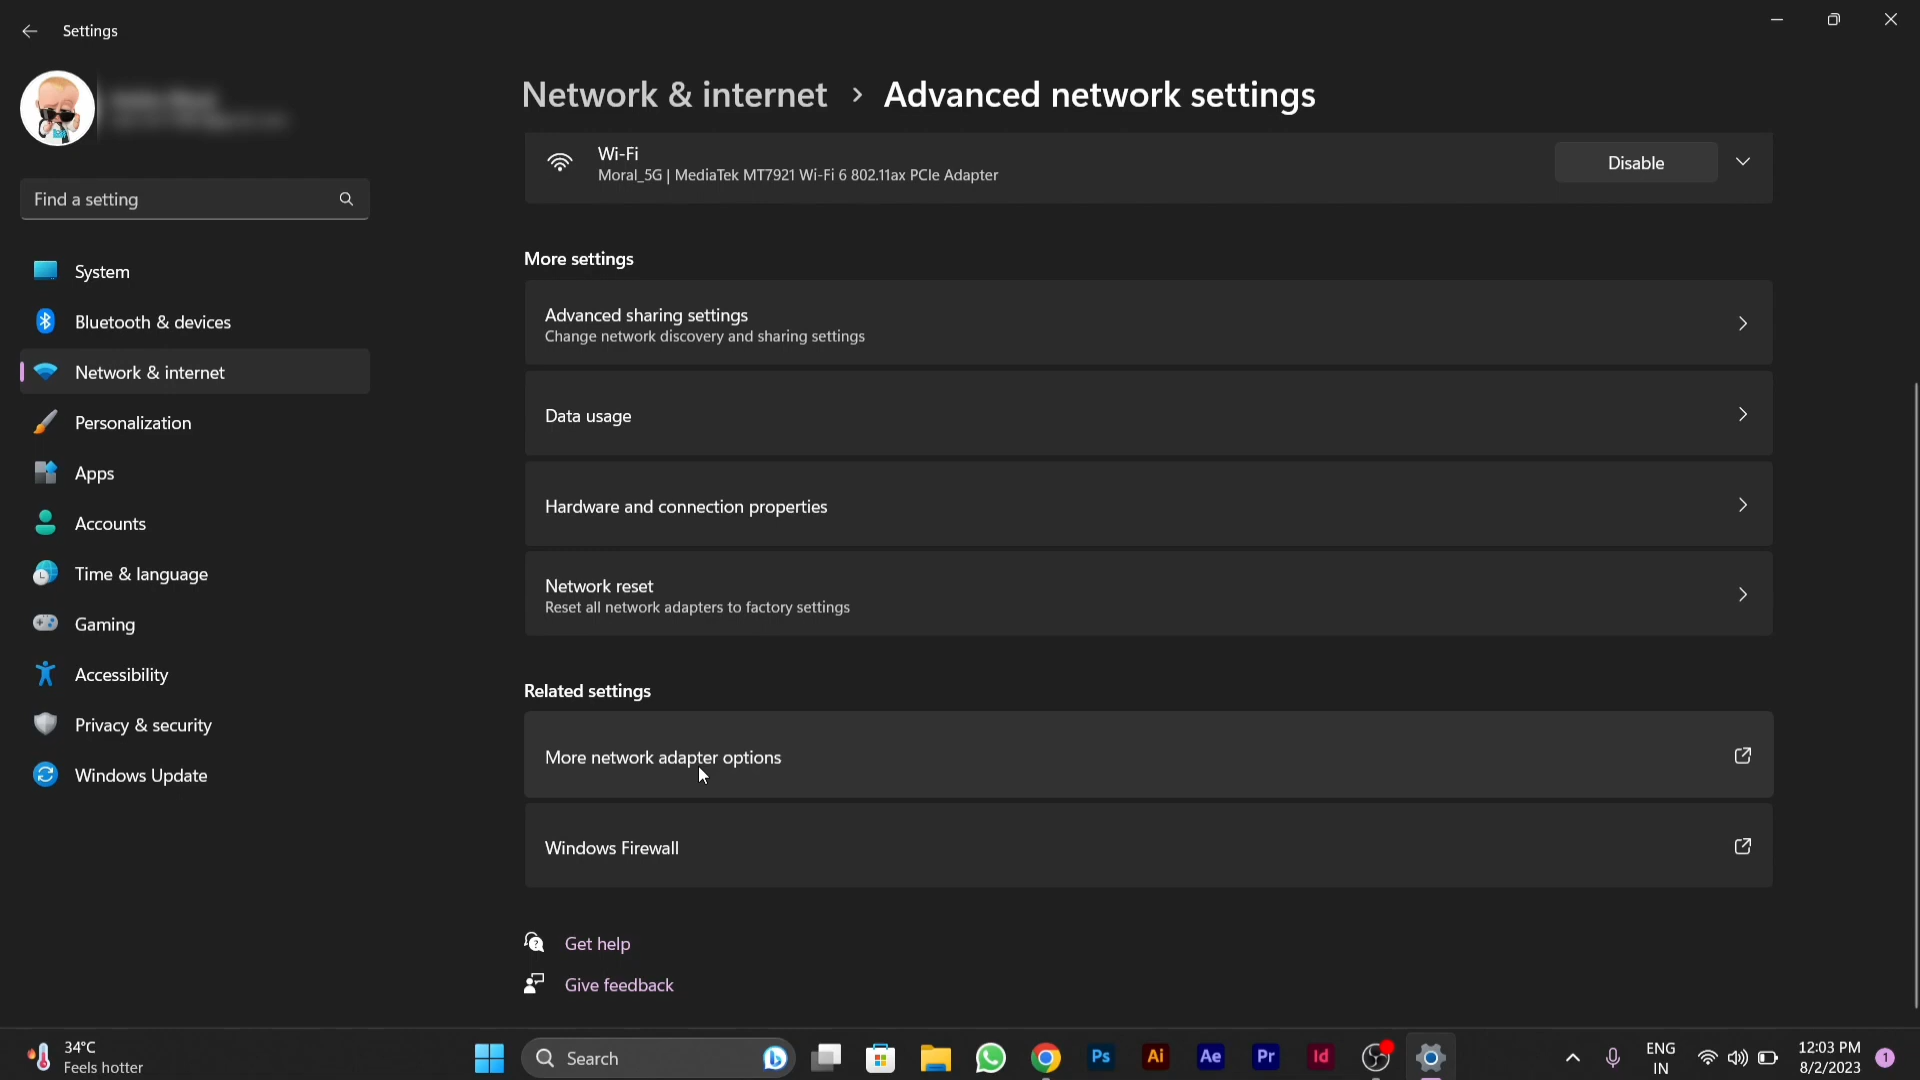 Settings
Find a setting
System
Bluetooth & devices
Network & internet
Personalization
Apps
Accounts
Time & language
Gaming
Accessibility
Privacy & security
Windows Update
Network & internet > Advanced network settings
Wi-Fi
Moral_5G | MediaTek MT7921 Wi-Fi 6 802.11ax PCIe Adapter
Disable
More settings
Advanced sharing settings
Change network discovery and sharing settings
Data usage
Hardware and connection properties
Network reset
Reset all network adapters to factory settings
Related settings
More network adapter options
Windows Firewall
Get help
Give feedback
34°C
Feels hotter
Search
Ps
Ai
Ae
Pr
Id
ENG
IN
12:03 PM
8/2/2023
1